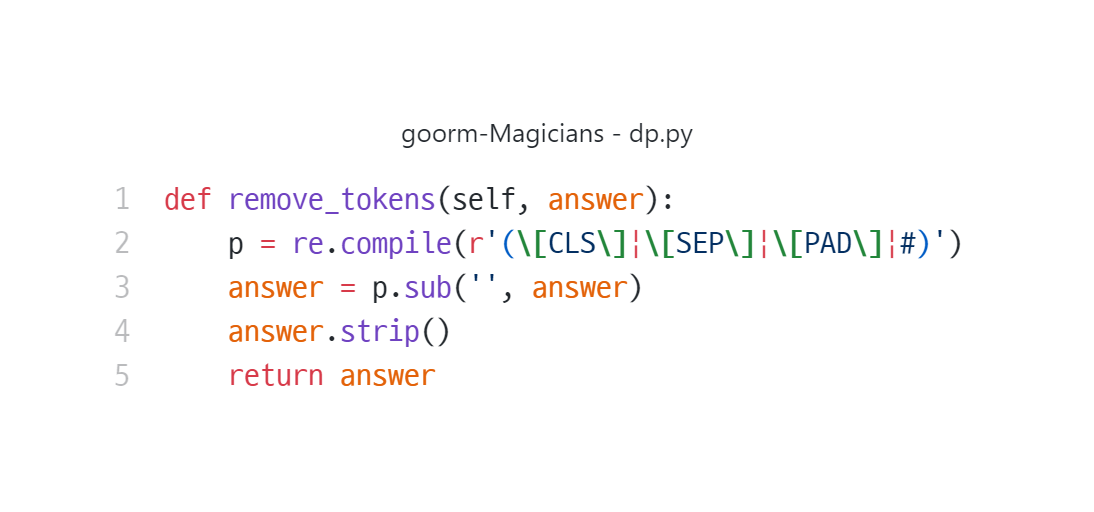 goorm-Magicians - dp.py
1 def remove_tokens(self, answer):
2     p = re.compile(r'(\[CLS\]|\[SEP\]|\[PAD\]|#)')
3     answer = p.sub('', answer)
4     answer.strip()
5     return answer